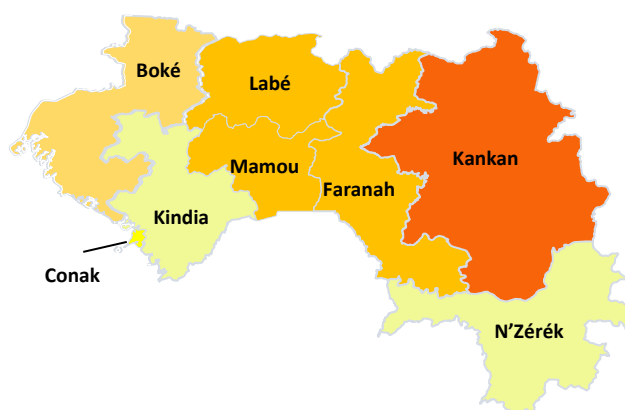 Boké
Labé
Kankan
Mamou
Faranah
Kindia
Conak
N'Zérék